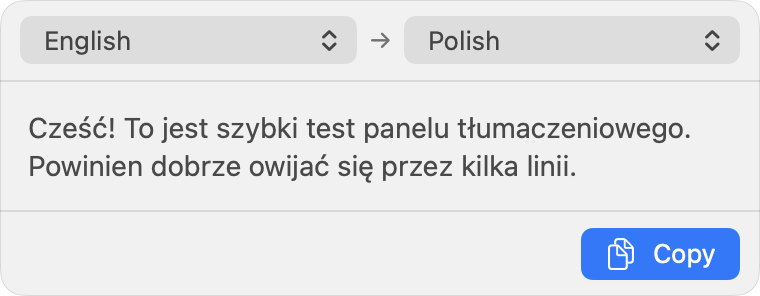 English → Polish
Cześć! To jest szybki test panelu tłumaczeniowego.
Powinien dobrze owijać się przez kilka linii.
Copy